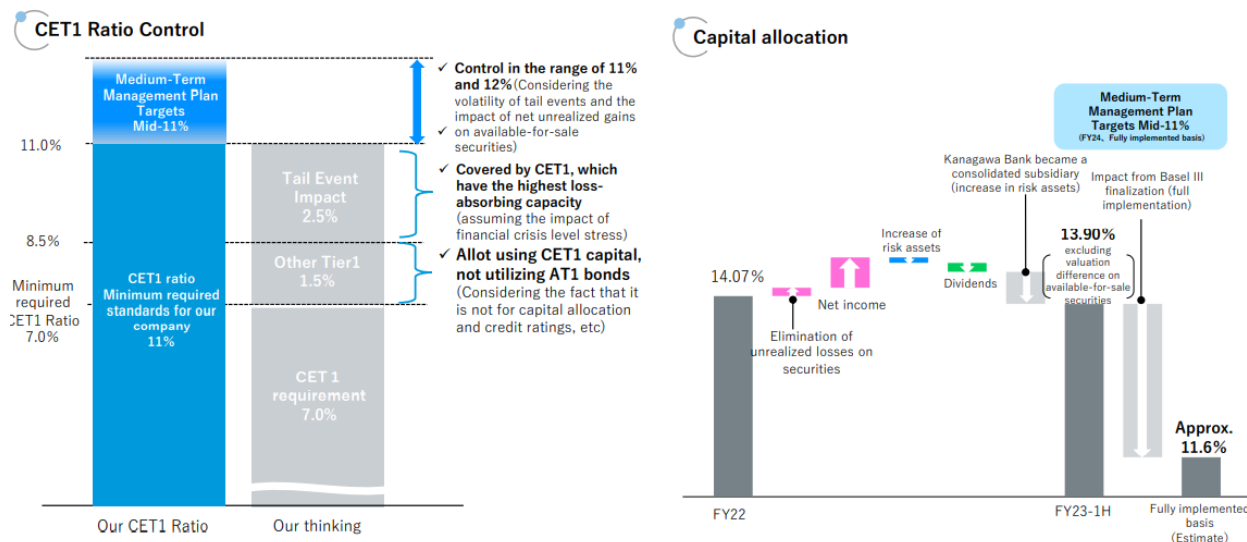 CET1 Ratio Control
Medium-Term
Management Plan
Targets
Mid-11%
11.0%
8.5%
Minimum
required
CET1 Ratio
7.0%
CET1 ratio
Minimum required
standards for our
company
11%
Tail Event
Impact
2.5%
Other Tier1
1.5%
CET 1
requirement
7.0%
Our CET1 Ratio
Our thinking
✓ Control in the range of 11%
and 12%(Considering the
volatility of tail events and the
impact of net unrealized gains
✓ on available-for-sale
securities)
✓ Covered by CET1, which
have the highest loss-
absorbing capacity
(assuming the impact of
financial crisis level stress)
✓ Allot using CET1 capital,
not utilizing AT1 bonds
(Considering the fact that it
is not for capital allocation
and credit ratings, etc)
Capital allocation
Medium-Term
Management Plan
Targets Mid-11%
(FY24、Fully implemented basis)
Kanagawa Bank became a
consolidated subsidiary
(increase in risk assets)
Impact from Basel III
finalization (full
implementation)
14.07%
Elimination of
unrealized losses on
securities
Net income
Increase of
risk assets
Dividends
13.90%
excluding
valuation
difference on
available-for-sale
securities
Approx.
11.6%
FY22
FY23-1H
Fully implemented
basis
(Estimate)